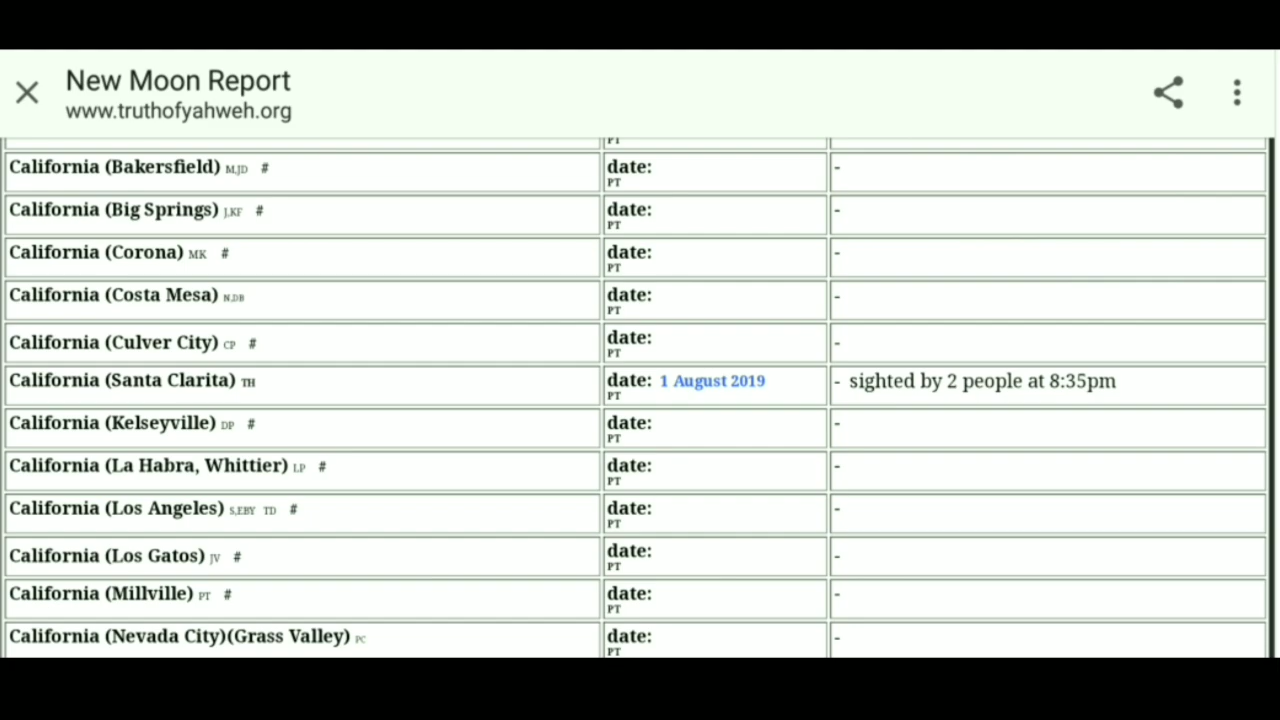 New Moon Report
www.truthofyahweh.org
PT
California (Bakersfield) M,JD # date: -
PT
California (Big Springs) J,KF # date: -
PT
California (Corona) MK # date: -
PT
California (Costa Mesa) N,DB date: -
PT
California (Culver City) CP # date: -
PT
California (Santa Clarita) TH date: 1 August 2019 - sighted by 2 people at 8:35pm
PT
California (Kelseyville) DP # date: -
PT
California (La Habra, Whittier) LP # date: -
PT
California (Los Angeles) S,EBY TD # date: -
PT
California (Los Gatos) JV # date: -
PT
California (Millville) PT # date: -
PT
California (Nevada City)(Grass Valley) PC date: -
PT